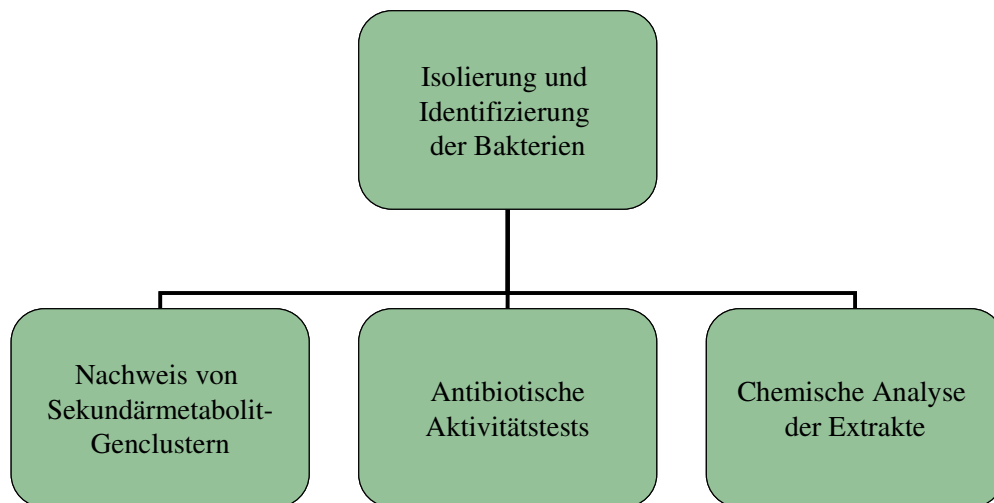 Isolierung und
Identifizierung
der Bakterien
Nachweis von
Sekundärmetabolit-
Genclustern
Antibiotische
Aktivitätstests
Chemische Analyse
der Extrakte